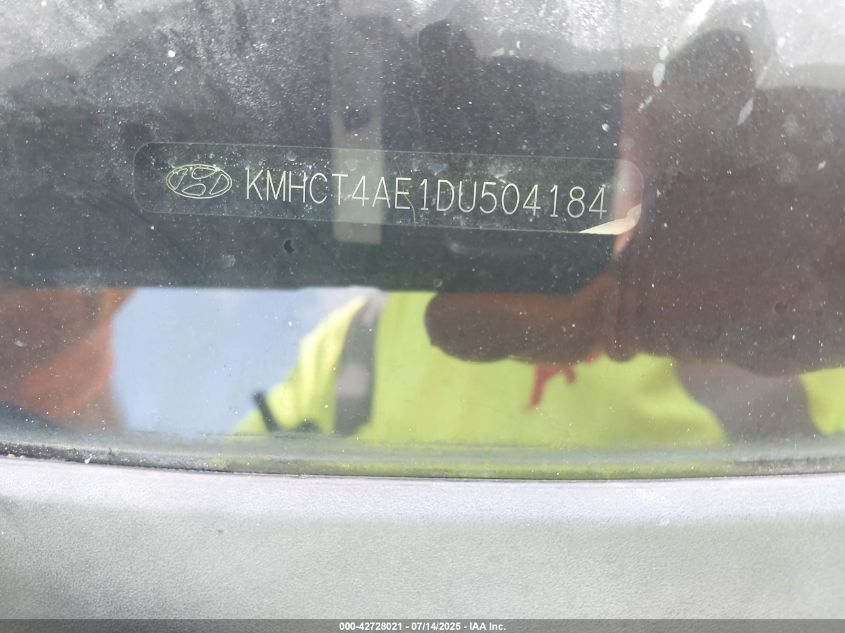 KMHCT4AE1DU504184
000-42728021 - 07/14/2025 - IAA Inc.